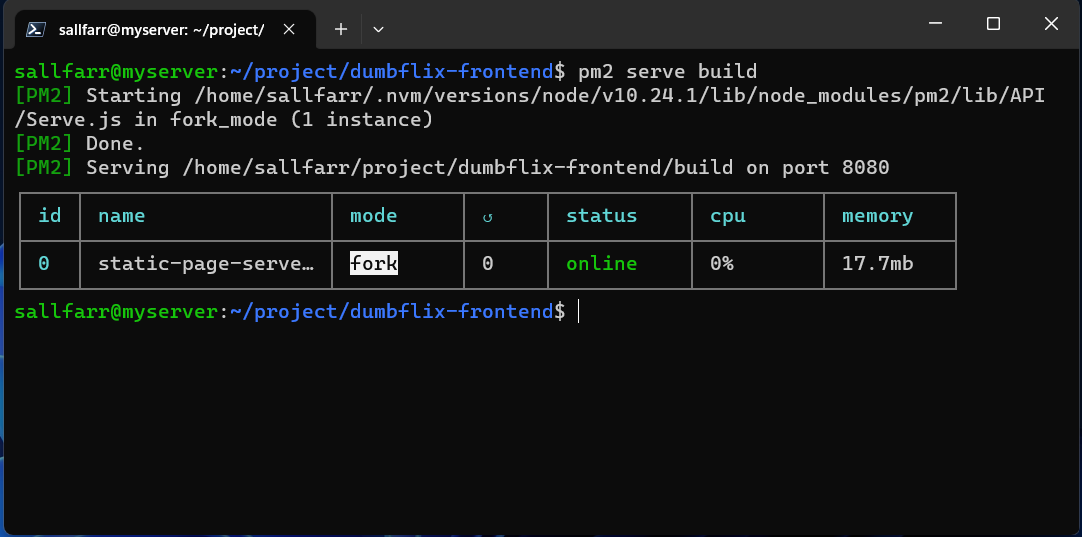 sallfarr@myserver: ~/project/
sallfarr@myserver:~/project/dumbflix-frontend$ pm2 serve build
[PM2] Starting /home/sallfarr/.nvm/versions/node/v10.24.1/lib/node_modules/pm2/lib/API
/Serve.js in fork_mode (1 instance)
[PM2] Done.
[PM2] Serving /home/sallfarr/project/dumbflix-frontend/build on port 8080
id name mode ↺ status cpu memory
0 static-page-serve… fork 0 online 0% 17.7mb
sallfarr@myserver:~/project/dumbflix-frontend$